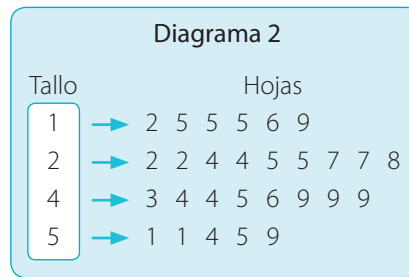 Diagrama 2
Tallo Hojas
1 → 2 5 5 5 6 9
2 → 2 2 4 4 5 5 7 7 8
4 → 3 4 4 5 6 9 9 9
5 → 1 1 4 5 9